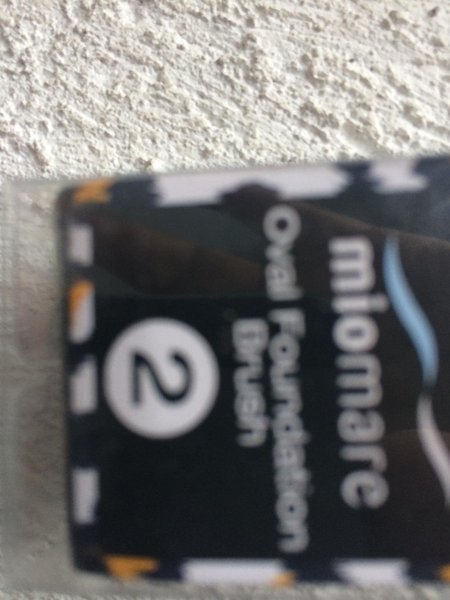 miomare
Oval Foundation
Brush
2